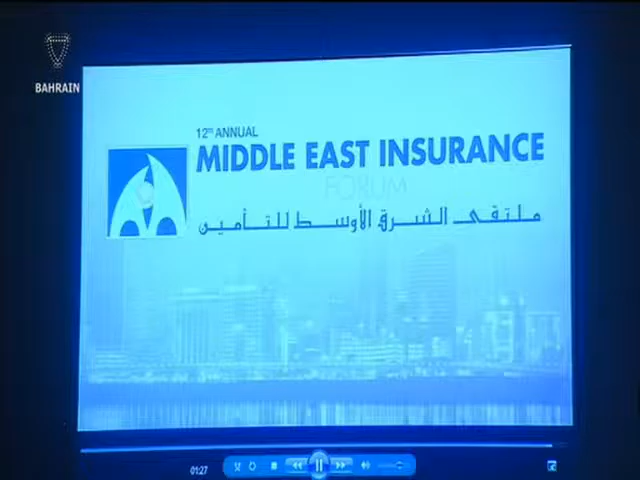 BAHRAIN
12th ANNUAL
MIDDLE EAST INSURANCE
FORUM
ملتقى الشرق الأوسط للتأمين
01:27